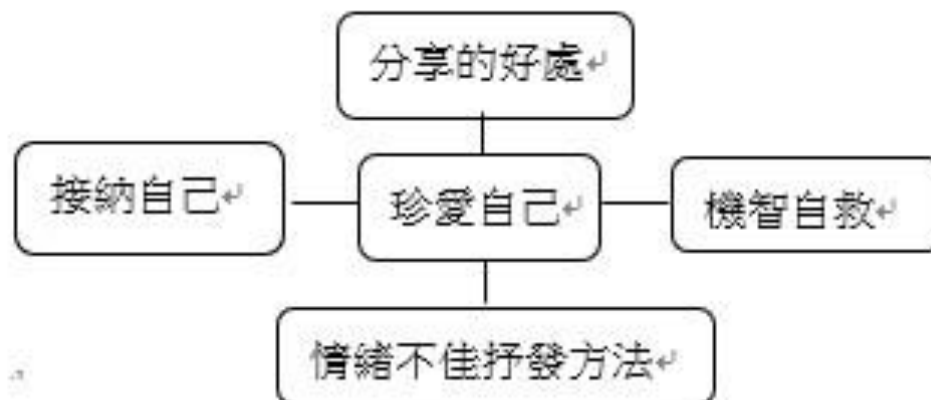 分享的好處
接納自己
珍愛自己
機智自救
情緒不佳抒發方法